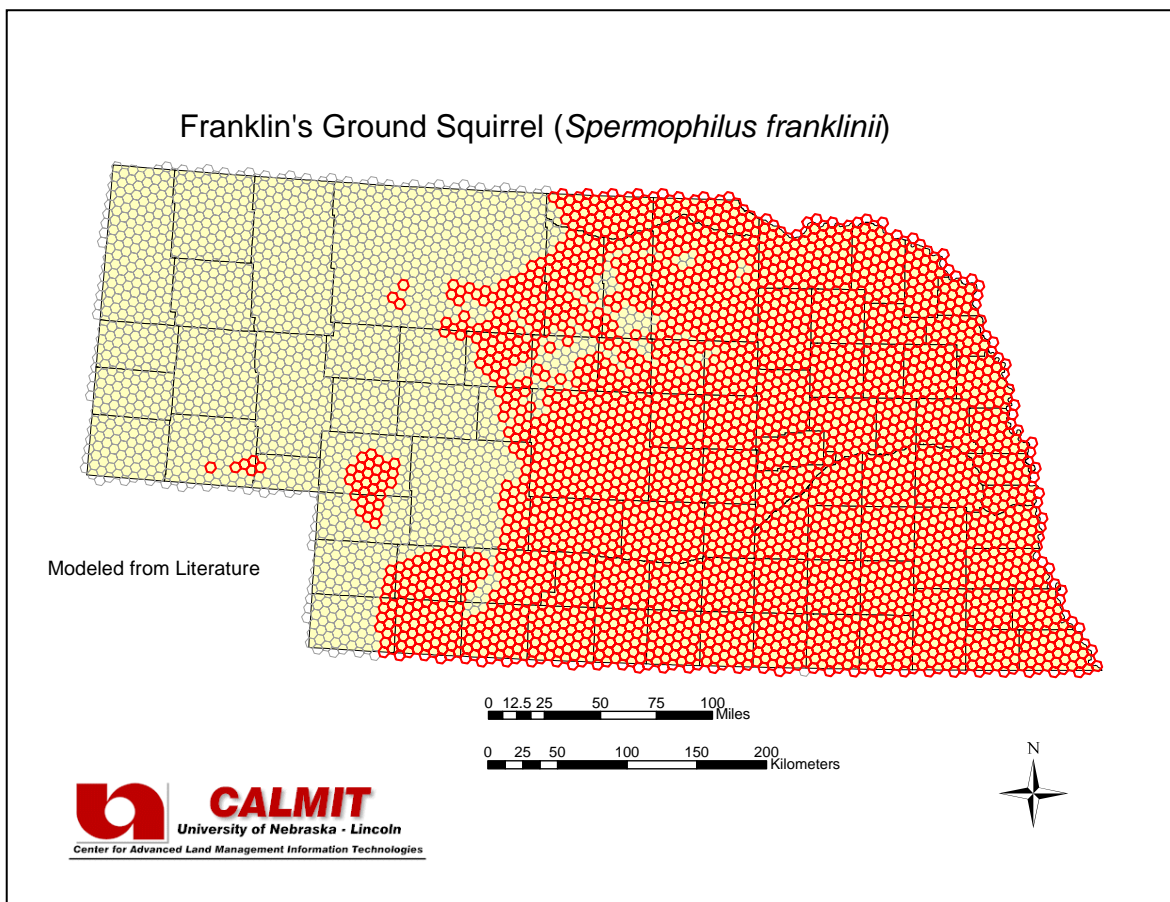 Franklin's Ground Squirrel (Spermophilus franklinii)
Modeled from Literature
0 12.5 25 50 75 100
Miles
0 25 50 100 150 200
Kilometers
N
CALMIT
University of Nebraska - Lincoln
Center for Advanced Land Management Information Technologies